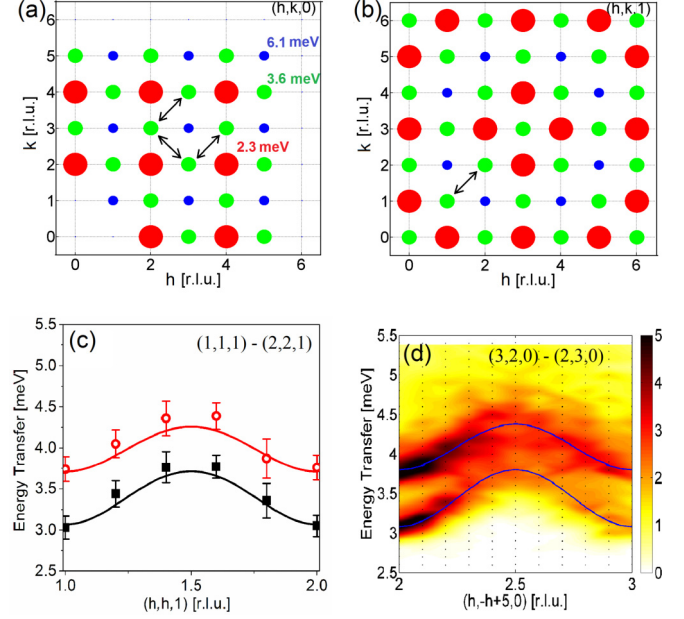 (a)
(h,k,0)
6.1 meV
3.6 meV
2.3 meV
k [r.l.u.]
5
4
3
2
1
0
0 2 4 6
h [r.l.u.]
(b)
(h,k,1)
k [r.l.u.]
6
5
4
3
2
1
0
0 1 2 3 4 5 6
h [r.l.u.]
(c)
(1,1,1) - (2,2,1)
Energy Transfer [meV]
5.5
5.0
4.5
4.0
3.5
3.0
2.5
1.0 1.5 2.0
(h,h,1) [r.l.u.]
(d)
(3,2,0) - (2,3,0)
Energy Transfer [meV]
5.5
5
4.5
4
3.5
3
2.5
2 2.5 3
(h,-h+5,0) [r.l.u.]
5
4
3
2
1
0